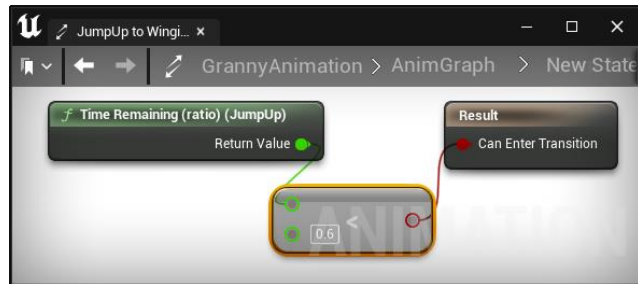 JumpUp to Wingi... ×
GrannyAnimation > AnimGraph > New State
f Time Remaining (ratio) (JumpUp)
Return Value
Result
Can Enter Transition
<
0.6
ANIMATION